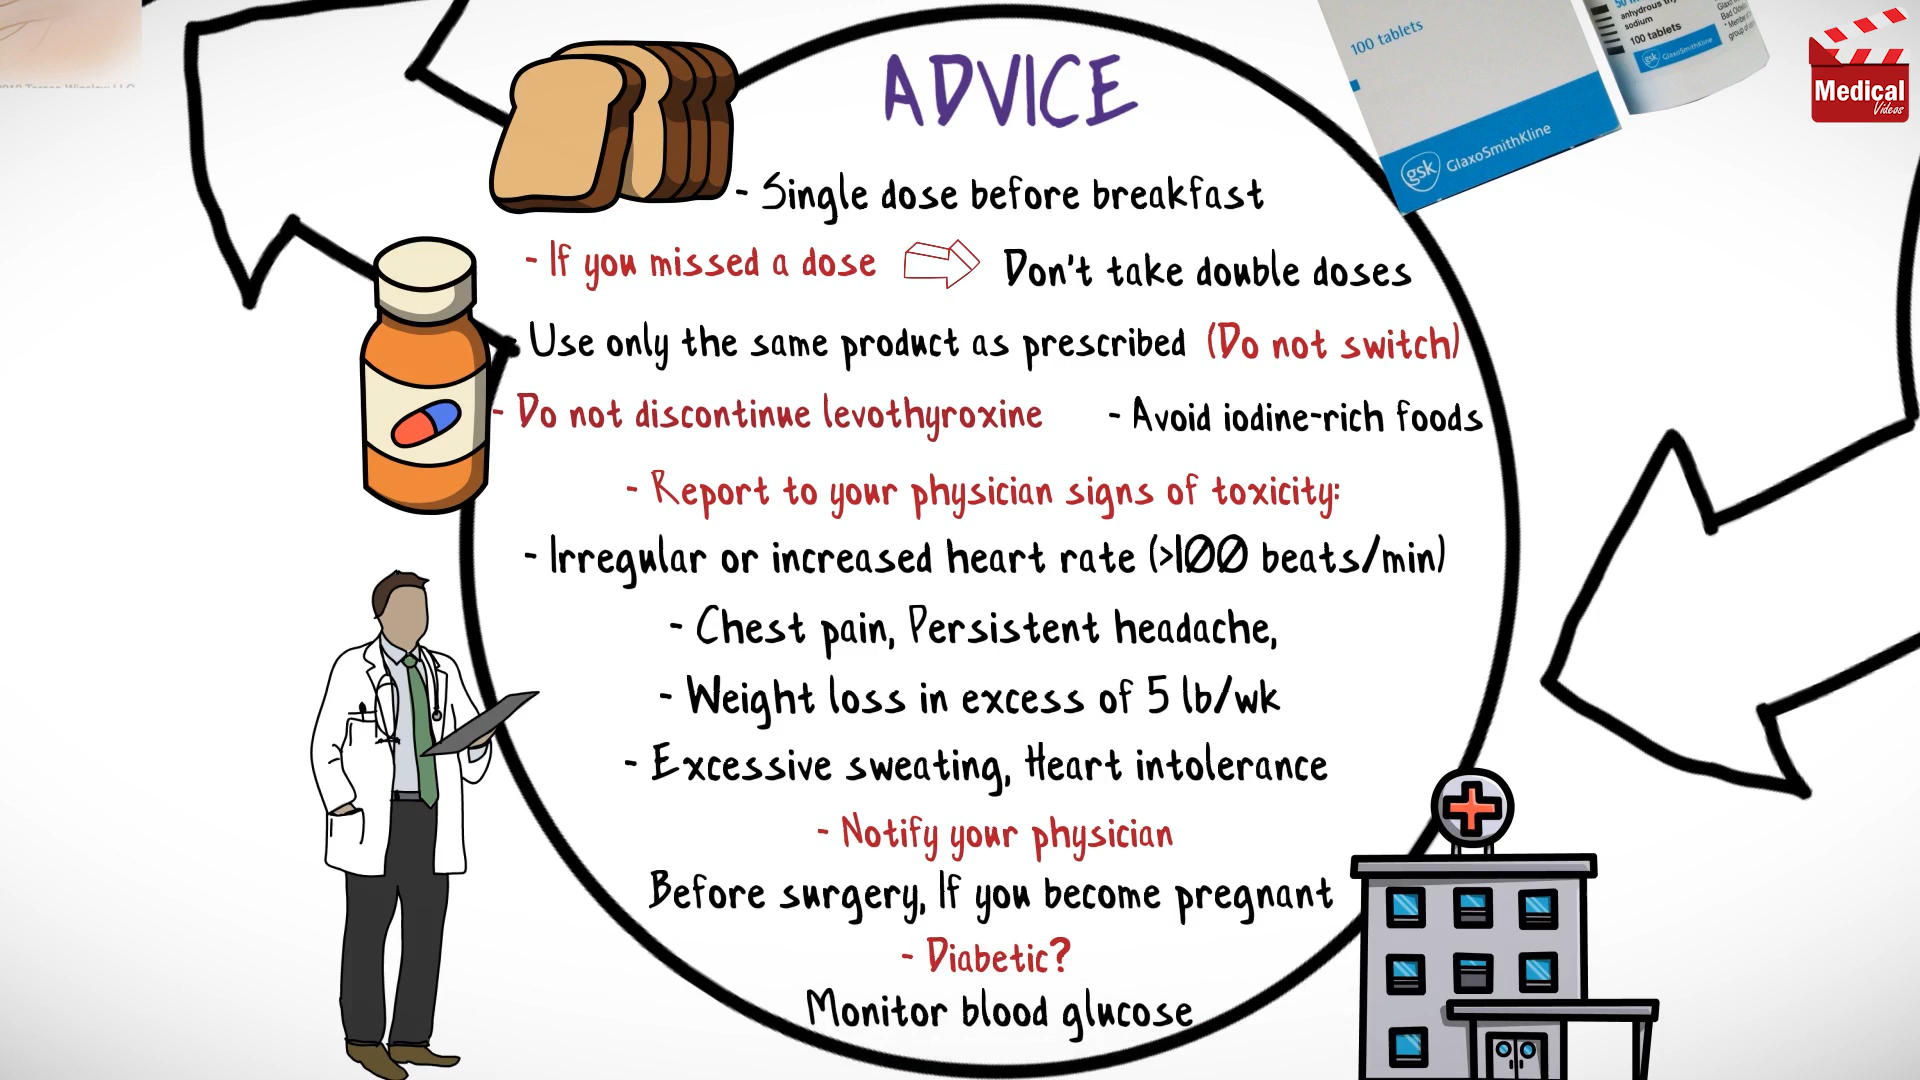 ADVICE
- Single dose before breakfast
- If you missed a dose Don't take double doses
Use only the same product as prescribed (Do not switch)
- Do not discontinue levothyroxine - Avoid iodine-rich foods
- Report to your physician signs of toxicity:
- Irregular or increased heart rate (>100 beats/min)
- Chest pain, Persistent headache,
- Weight loss in excess of 5 lb/wk
- Excessive sweating, Heart intolerance
- Notify your physician
Before surgery, If you become pregnant
- Diabetic?
Monitor blood glucose
100 tablets
gsk GlaxoSmithKline
anhydrous
sodium
100 tablets
gsk GlaxoSmithKline
Medical
Videos